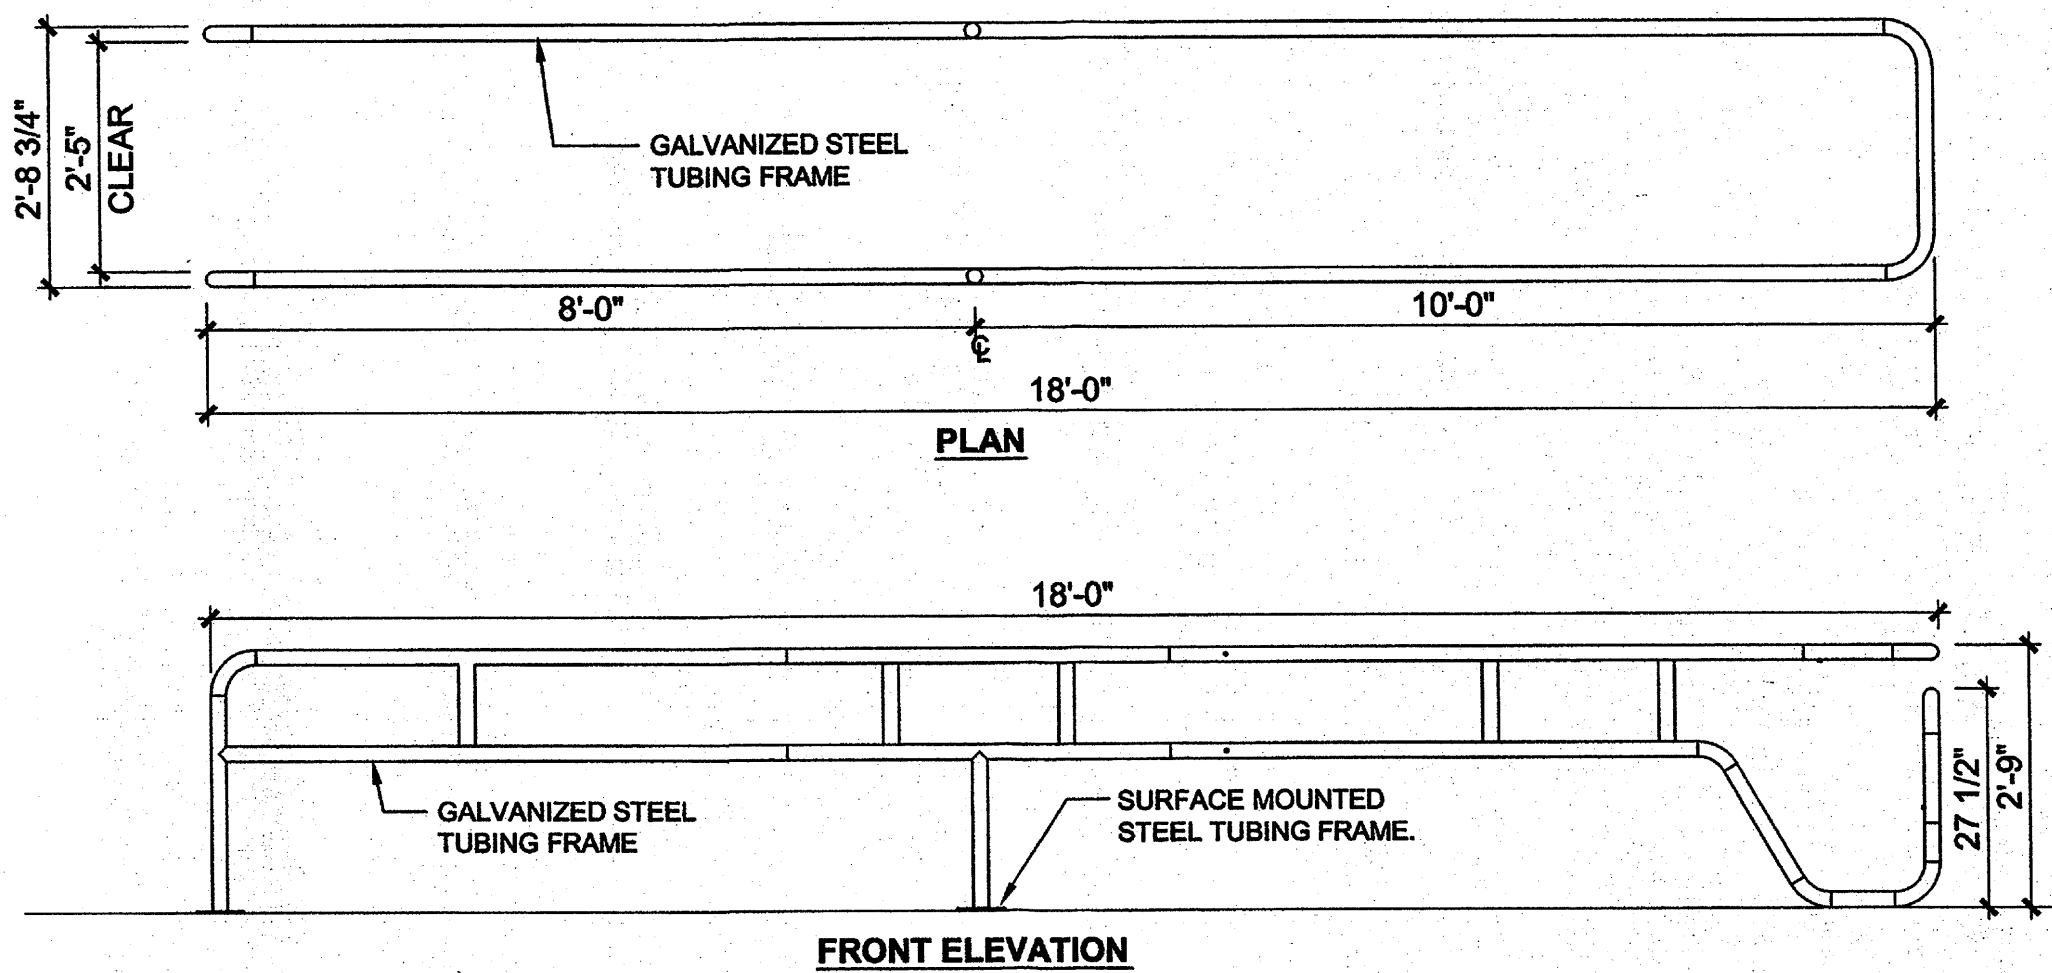 2'-8 3/4"
2'-5"
CLEAR
GALVANIZED STEEL
TUBING FRAME
8'-0"
10'-0"
℄
18'-0"
PLAN
18'-0"
GALVANIZED STEEL
TUBING FRAME
SURFACE MOUNTED
STEEL TUBING FRAME.
27 1/2"
2'-9"
FRONT ELEVATION